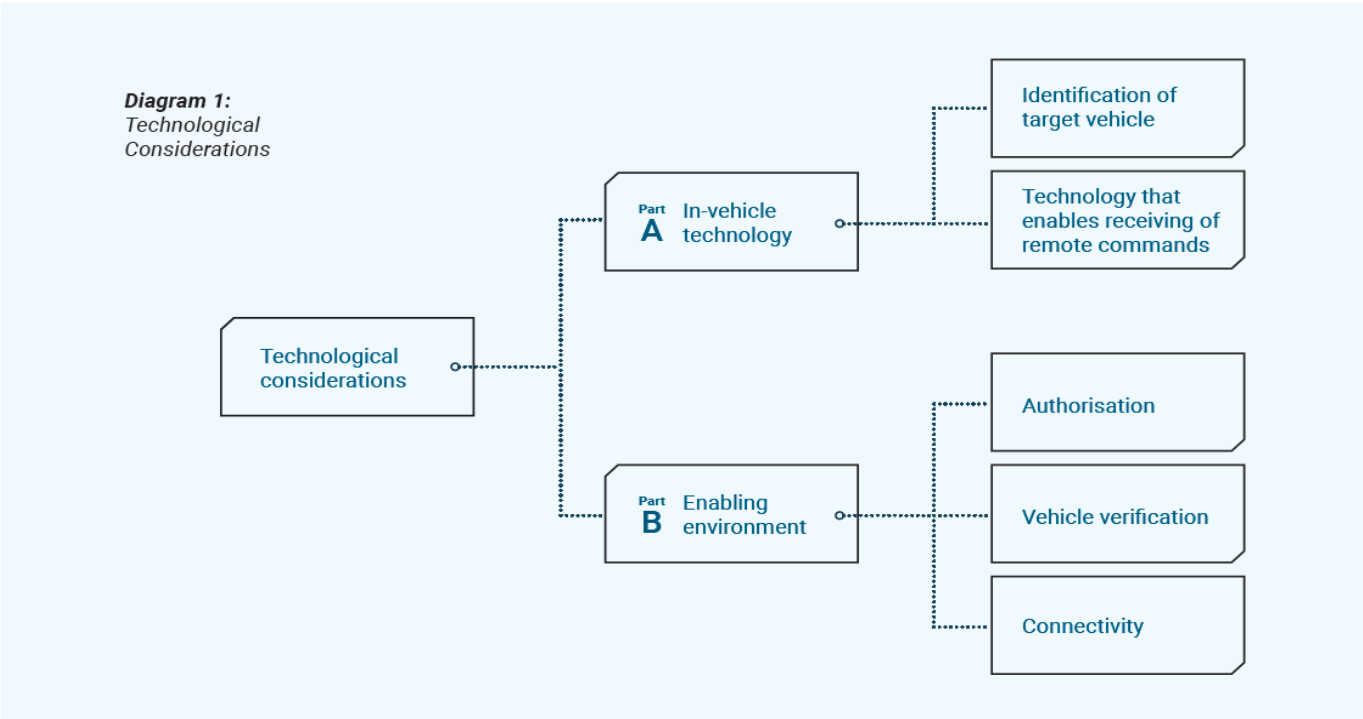 Diagram 1:
Technological
Considerations
Technological
considerations
Part
A
In-vehicle
technology
Identification of
target vehicle
Technology that
enables receiving of
remote commands
Part
B
Enabling
environment
Authorisation
Vehicle verification
Connectivity